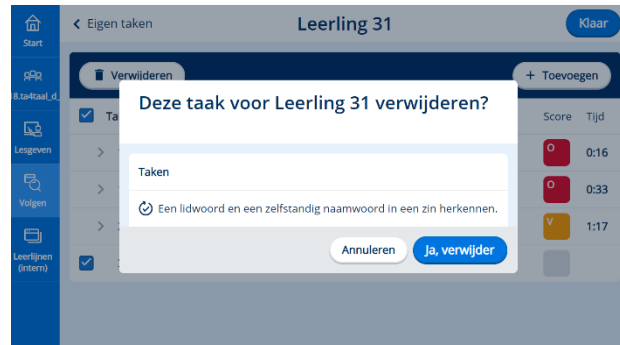 Start
Eigen taken
Leerling 31
Klaar
Verwijderen
+ Toevoegen
Deze taak voor Leerling 31 verwijderen?
Score
Tijd
Lesgeven
O
0:16
Taken
O
0:33
Volgen
Een lidwoord en een zelfstandig naamwoord in een zin herkennen.
V
1:17
Leerlijnen
(intern)
Annuleren
Ja, verwijder